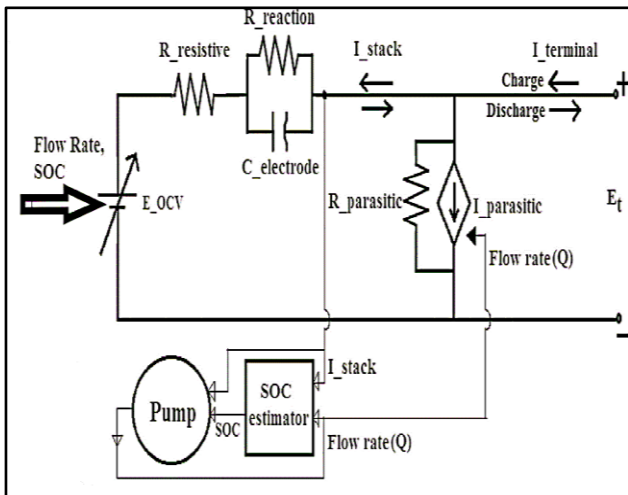 R_reaction
R_resistive
I_stack
I_terminal
Charge
+
Discharge
Flow Rate,
SOC
C_electrode
E_OCV
R_parasitic
I_parasitic
E_t
Flow rate(Q)
−
I_stack
Pump
SOC
SOC
estimator
Flow rate(Q)